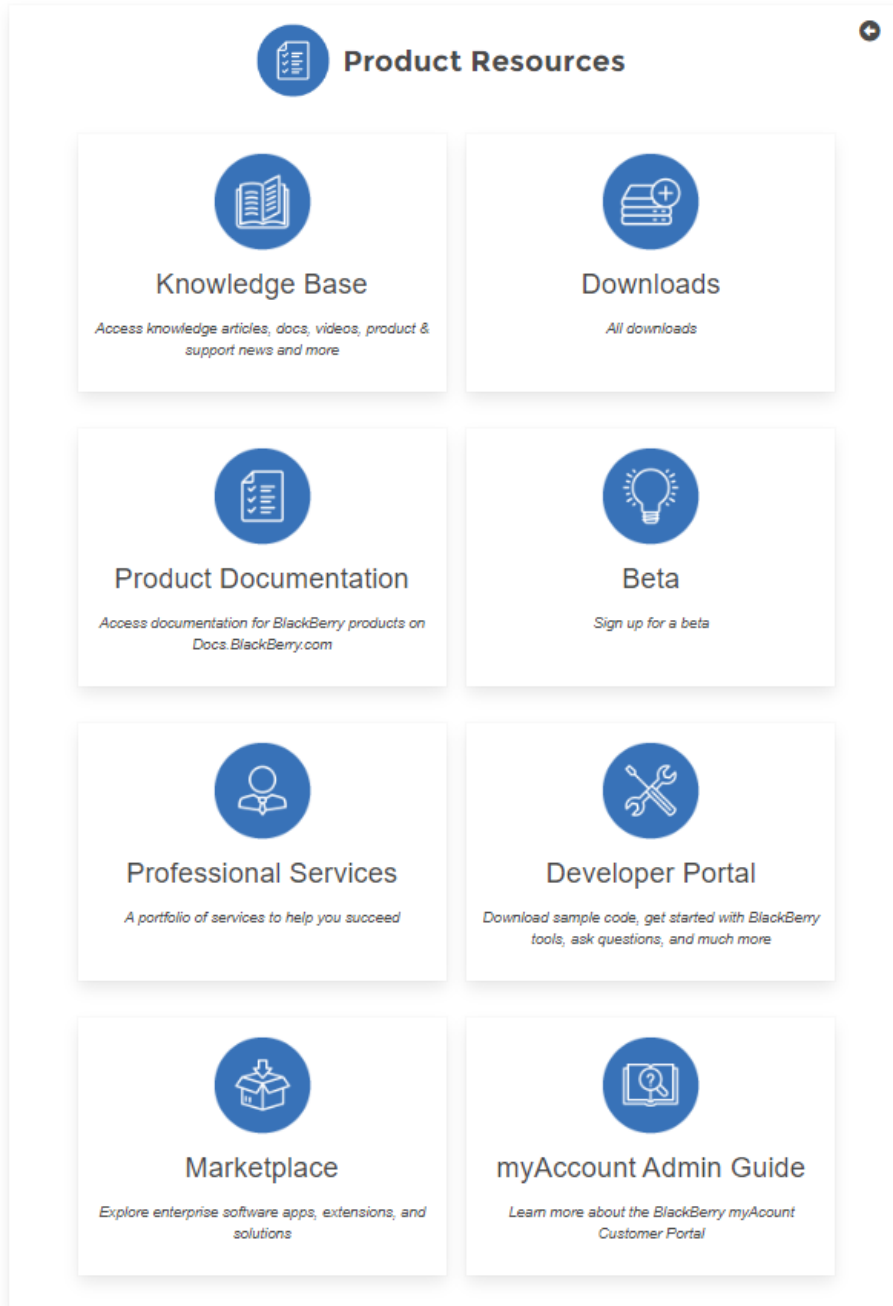 Product Resources
Knowledge Base
Access knowledge articles, docs, videos, product &
support news and more
Downloads
All downloads
Product Documentation
Access documentation for BlackBerry products on
Docs.BlackBerry.com
Beta
Sign up for a beta
Professional Services
A portfolio of services to help you succeed
Developer Portal
Download sample code, get started with BlackBerry
tools, ask questions, and much more
Marketplace
Explore enterprise software apps, extensions, and
solutions
?
myAccount Admin Guide
Learn more about the BlackBerry myAcount
Customer Portal